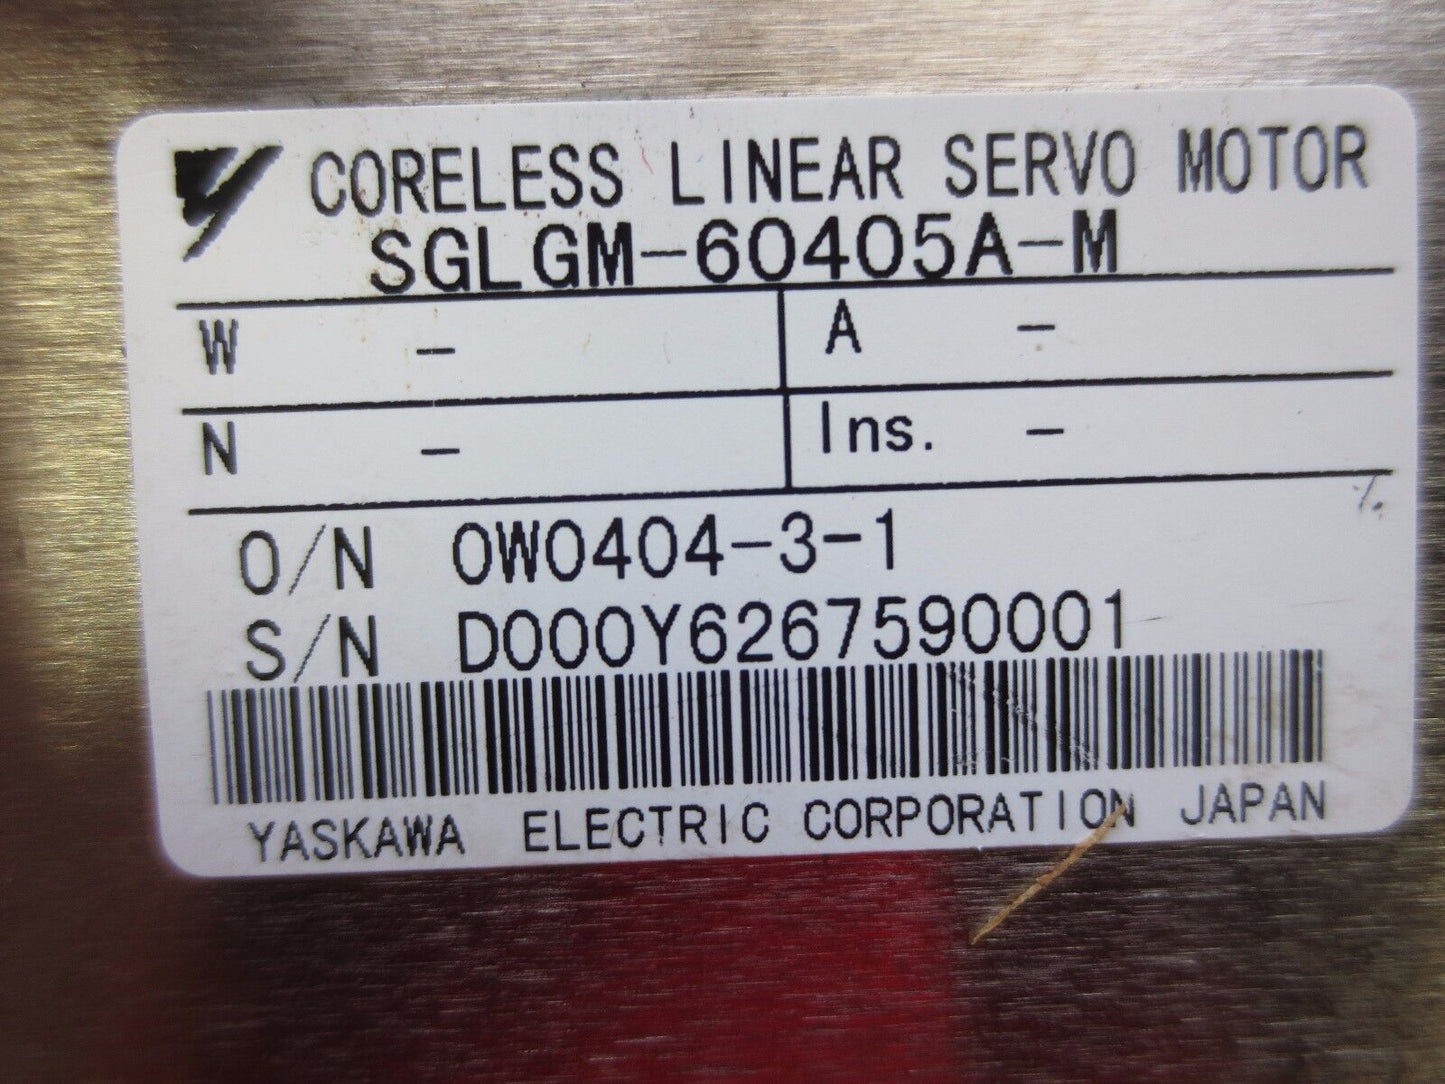 CORELESS LINEAR SERVO MOTOR
SGLGM-60405A-M
W - A -
N - Ins. -
O/N 0W0404-3-1
S/N D000Y6267590001
YASKAWA ELECTRIC CORPORATION JAPAN